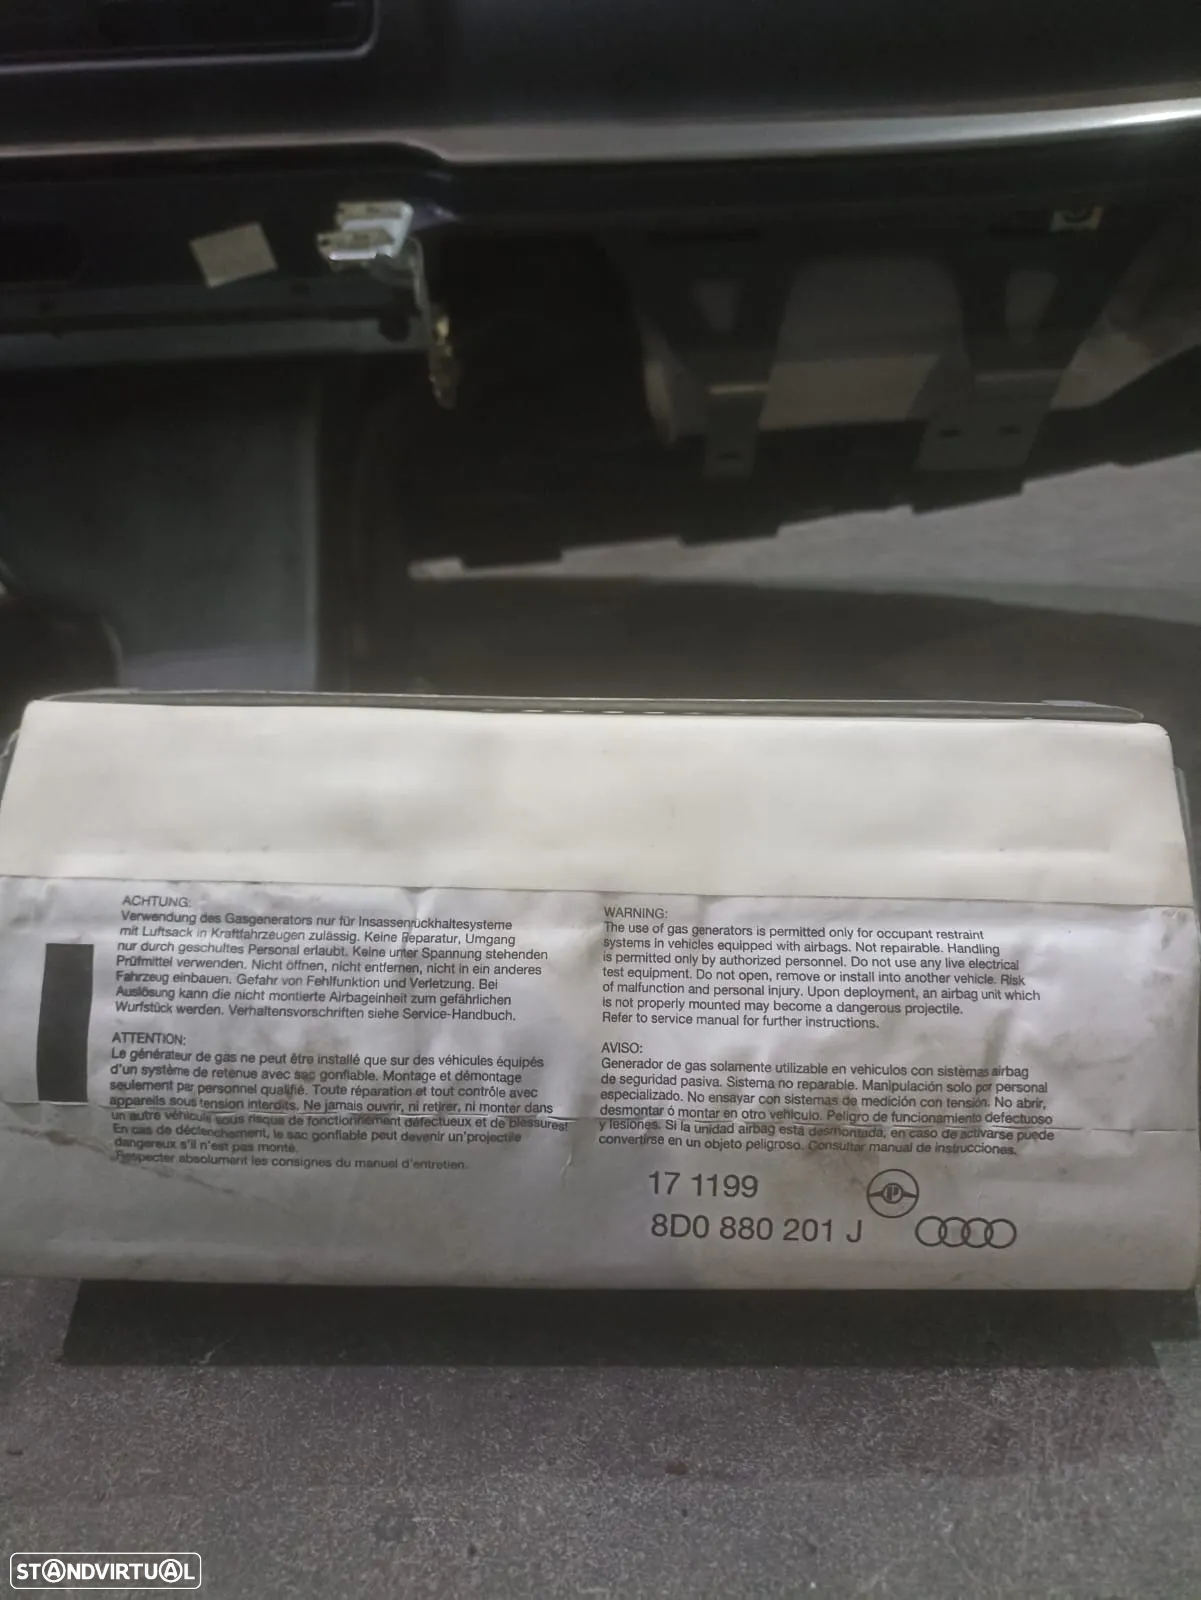 ACHTUNG:
Verwendung des Gasgenerators nur für Insassenrückhaltesysteme
mit Luftsack in Kraftfahrzeugen zulässig. Keine Reparatur, Umgang
nur durch geschultes Personal erlaubt. Keine unter Spannung stehenden
Prüfmittel verwenden. Nicht öffnen, nicht entfernen, nicht in ein anderes
Fahrzeug einbauen. Gefahr von Fehlfunktion und Verletzung. Bei
Auslösung kann die nicht montierte Airbageinheit zum gefährlichen
Wurfstück werden. Verhaltensvorschriften siehe Service-Handbuch.
ATTENTION:
Le générateur de gas ne peut être installé que sur des véhicules équipés
d'un système de retenue avec sac gonflable. Montage et démontage
seulement par personnel qualifié. Toute réparation et tout contrôle avec
appareils sous tension interdits. Ne jamais ouvrir, ni retirer, ni monter dans
un autre véhicule sous risque de fonctionnement défectueux et de blessures!
En cas de déclenchement, le sac gonflable peut devenir un'projectile
dangereux s'il n'est pas monté.
Respecter absolument les consignes du manuel d'entretien.
WARNING:
The use of gas generators is permitted only for occupant restraint
systems in vehicles equipped with airbags. Not repairable. Handling
is permitted only by authorized personnel. Do not use any live electrical
test equipment. Do not open, remove or install into another vehicle. Risk
of malfunction and personal injury. Upon deployment, an airbag unit which
is not properly mounted may become a dangerous projectile.
Refer to service manual for further instructions.
AVISO:
Generador de gas solamente utilizable en vehiculos con sistemas airbag
de seguridad pasiva. Sistema no reparable. Manipulación solo por personal
especializado. No ensayar con sistemas de medición con tensión. No abrir,
desmontar ó montar en otro vehiculo. Peligro de funcionamiento defectuoso
y lesiones. Si la unidad airbag está desmontada, en caso de activarse puede
convertirse en un objeto peligroso. Consultar manual de instrucciones.
17 1199
P
8D0 880 201 J
STANDVIRTUAL